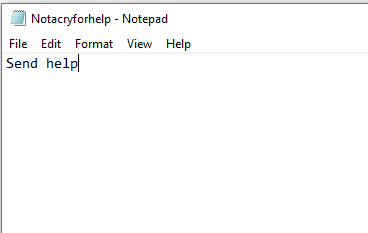 Notacryforhelp - Notepad
File Edit Format View Help
Send help